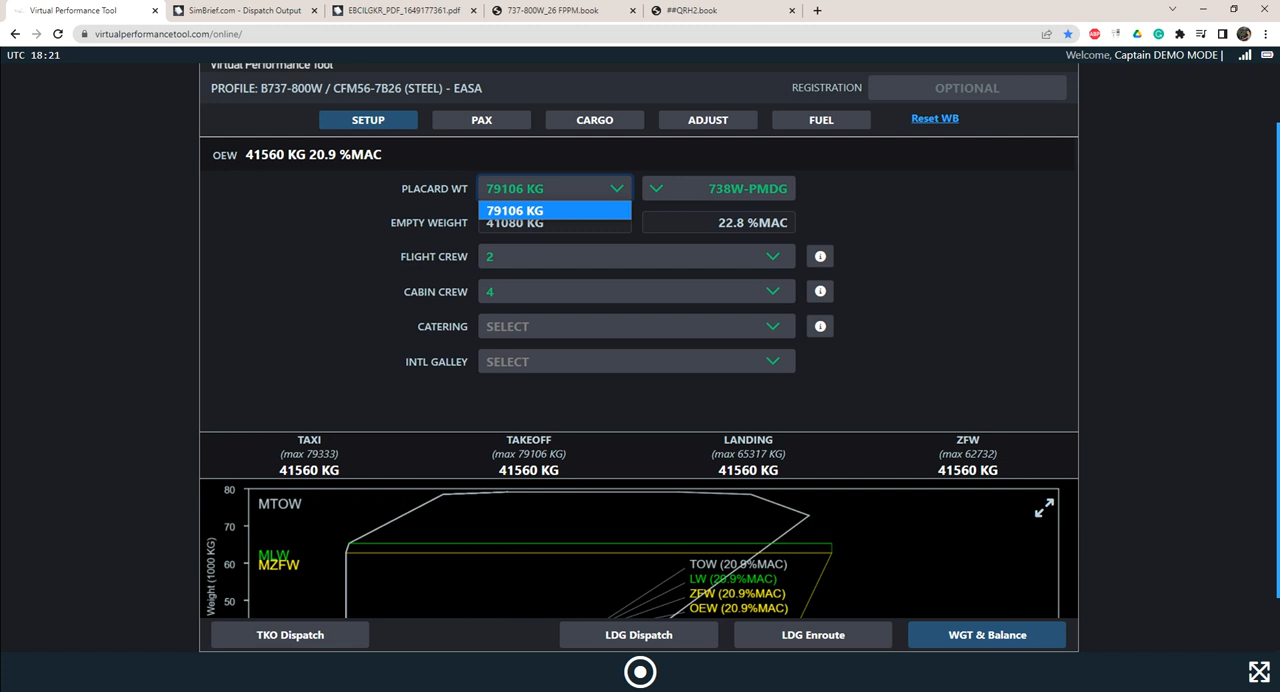 Virtual Performance Tool
SimBrief.com - Dispatch Output
EBCILGKR_PDF_1649177361.pdf
737-800W_26 FPPM.book
##QRH2.book
virtualperformancetool.com/online/
ABP
UTC 18:21
Welcome, Captain DEMO MODE |
Virtual Performance Tool
PROFILE: B737-800W / CFM56-7B26 (STEEL) - EASA
REGISTRATION
OPTIONAL
SETUP
PAX
CARGO
ADJUST
FUEL
Reset WB
OEW 41560 KG 20.9 %MAC
PLACARD WT
79106 KG
738W-PMDG
79106 KG
EMPTY WEIGHT
41080 KG
22.8 %MAC
FLIGHT CREW
2
CABIN CREW
4
CATERING
SELECT
INTL GALLEY
SELECT
TAXI
(max 79333)
41560 KG
TAKEOFF
(max 79106 KG)
41560 KG
LANDING
(max 65317 KG)
41560 KG
ZFW
(max 62732)
41560 KG
80
70
60
50
Weight (1000 KG)
MTOW
MLW
MZFW
TOW (20.9%MAC)
LW (20.9%MAC)
ZFW (20.9%MAC)
OEW (20.9%MAC)
TKO Dispatch
LDG Dispatch
LDG Enroute
WGT & Balance